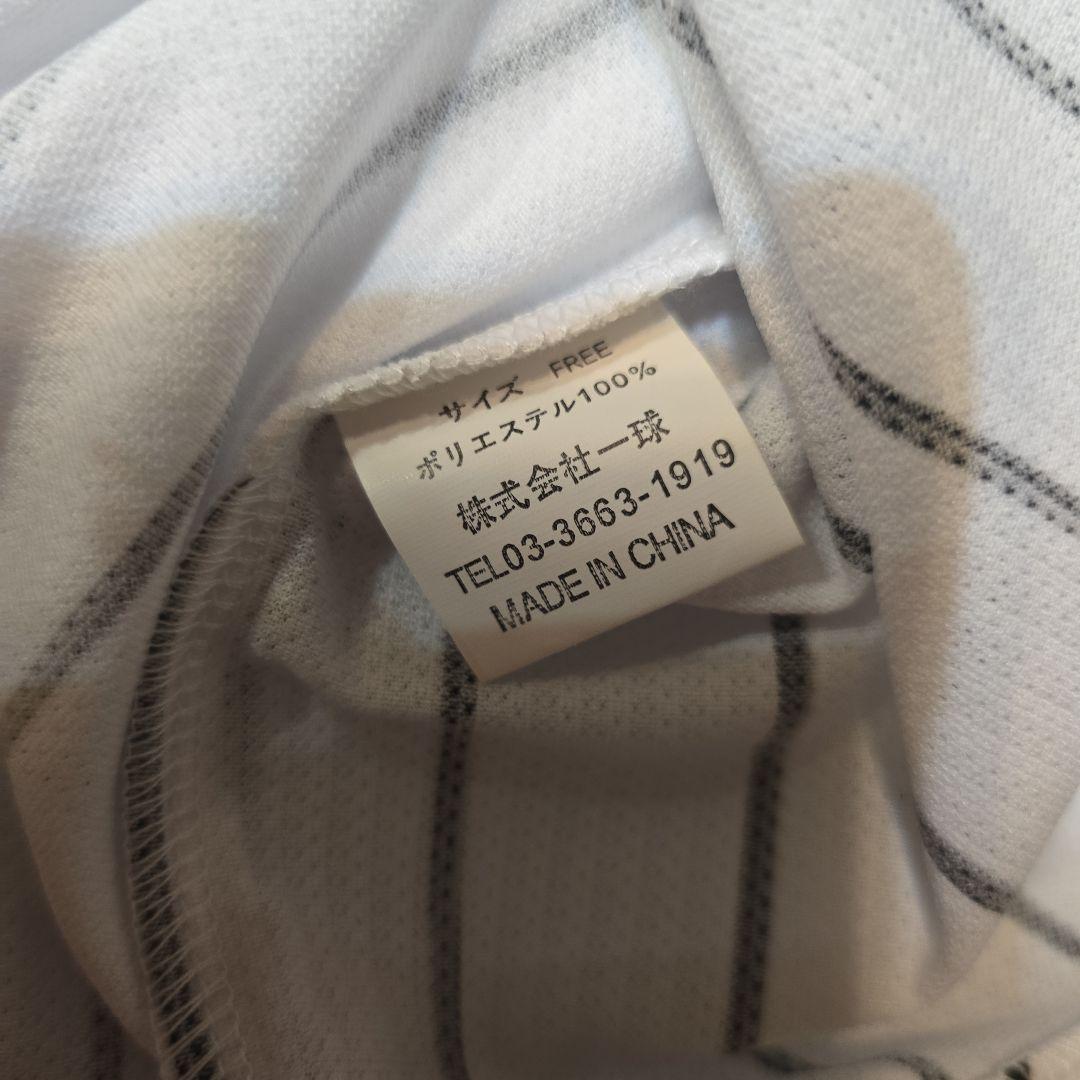 サイズ FREE
ポリエステル100%
株式会社一球
TEL03-3663-1919
MADE IN CHINA